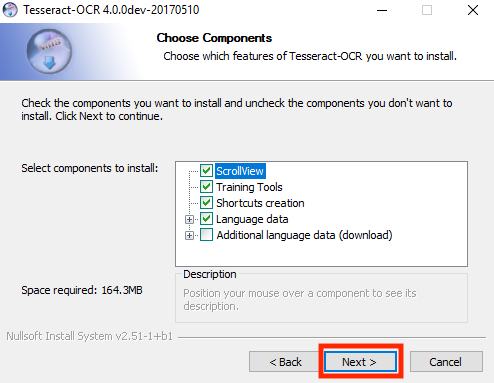 Tesseract-OCR 4.0.0dev-20170510
Choose Components
Choose which features of Tesseract-OCR you want to install.
Check the components you want to install and uncheck the components you don't want to
install. Click Next to continue.
Select components to install:
ScrollView
Training Tools
Shortcuts creation
Language data
Additional language data (download)
Description
Space required: 164.3MB
Position your mouse over a component to see its
description.
Nullsoft Install System v2.51-1+b1
< Back
Next >
Cancel